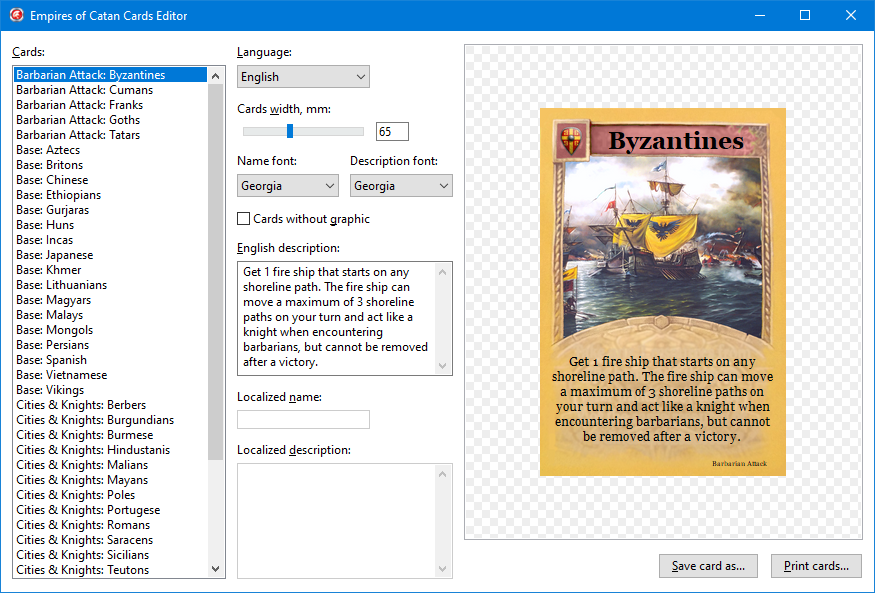 Empires of Catan Cards Editor
Cards:
Barbarian Attack: Byzantines
Barbarian Attack: Cumans
Barbarian Attack: Franks
Barbarian Attack: Goths
Barbarian Attack: Tatars
Base: Aztecs
Base: Britons
Base: Chinese
Base: Ethiopians
Base: Gurjaras
Base: Huns
Base: Incas
Base: Japanese
Base: Khmer
Base: Lithuanians
Base: Magyars
Base: Malays
Base: Mongols
Base: Persians
Base: Spanish
Base: Vietnamese
Base: Vikings
Cities & Knights: Berbers
Cities & Knights: Burgundians
Cities & Knights: Burmese
Cities & Knights: Hindustanis
Cities & Knights: Malians
Cities & Knights: Mayans
Cities & Knights: Poles
Cities & Knights: Portugese
Cities & Knights: Romans
Cities & Knights: Saracens
Cities & Knights: Sicilians
Cities & Knights: Teutons
Language:
English
Cards width, mm:
65
Name font:
Description font:
Georgia
Georgia
Cards without graphic
English description:
Get 1 fire ship that starts on any
shoreline path. The fire ship can
move a maximum of 3 shoreline
paths on your turn and act like a
knight when encountering
barbarians, but cannot be removed
after a victory.
Localized name:
Localized description:
Byzantines
Get 1 fire ship that starts on any
shoreline path. The fire ship can move
a maximum of 3 shoreline paths on
your turn and act like a knight when
encountering barbarians, but cannot
be removed after a victory.
Barbarian Attack
Save card as...
Print cards...